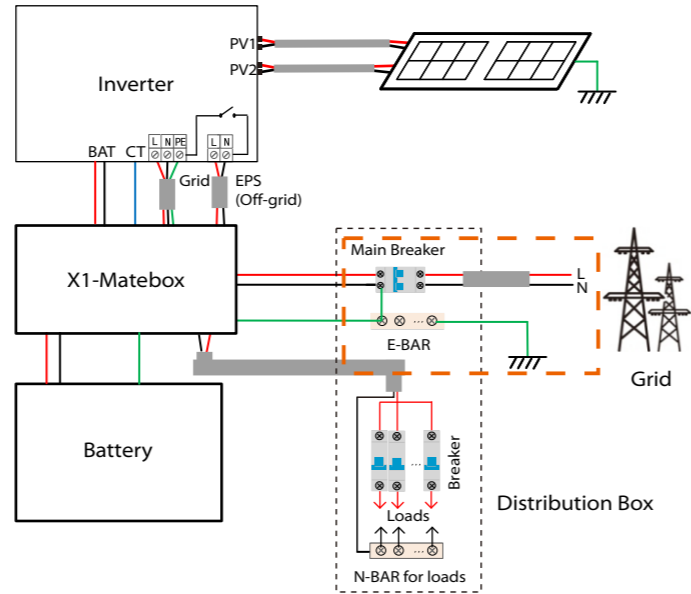 PV1
PV2
Inverter
BAT CT
L N PE
L N
Grid
EPS
(Off-grid)
X1-Matebox
Main Breaker
L
N
E-BAR
Grid
Battery
Breaker
...
Loads
Distribution Box
N-BAR for loads